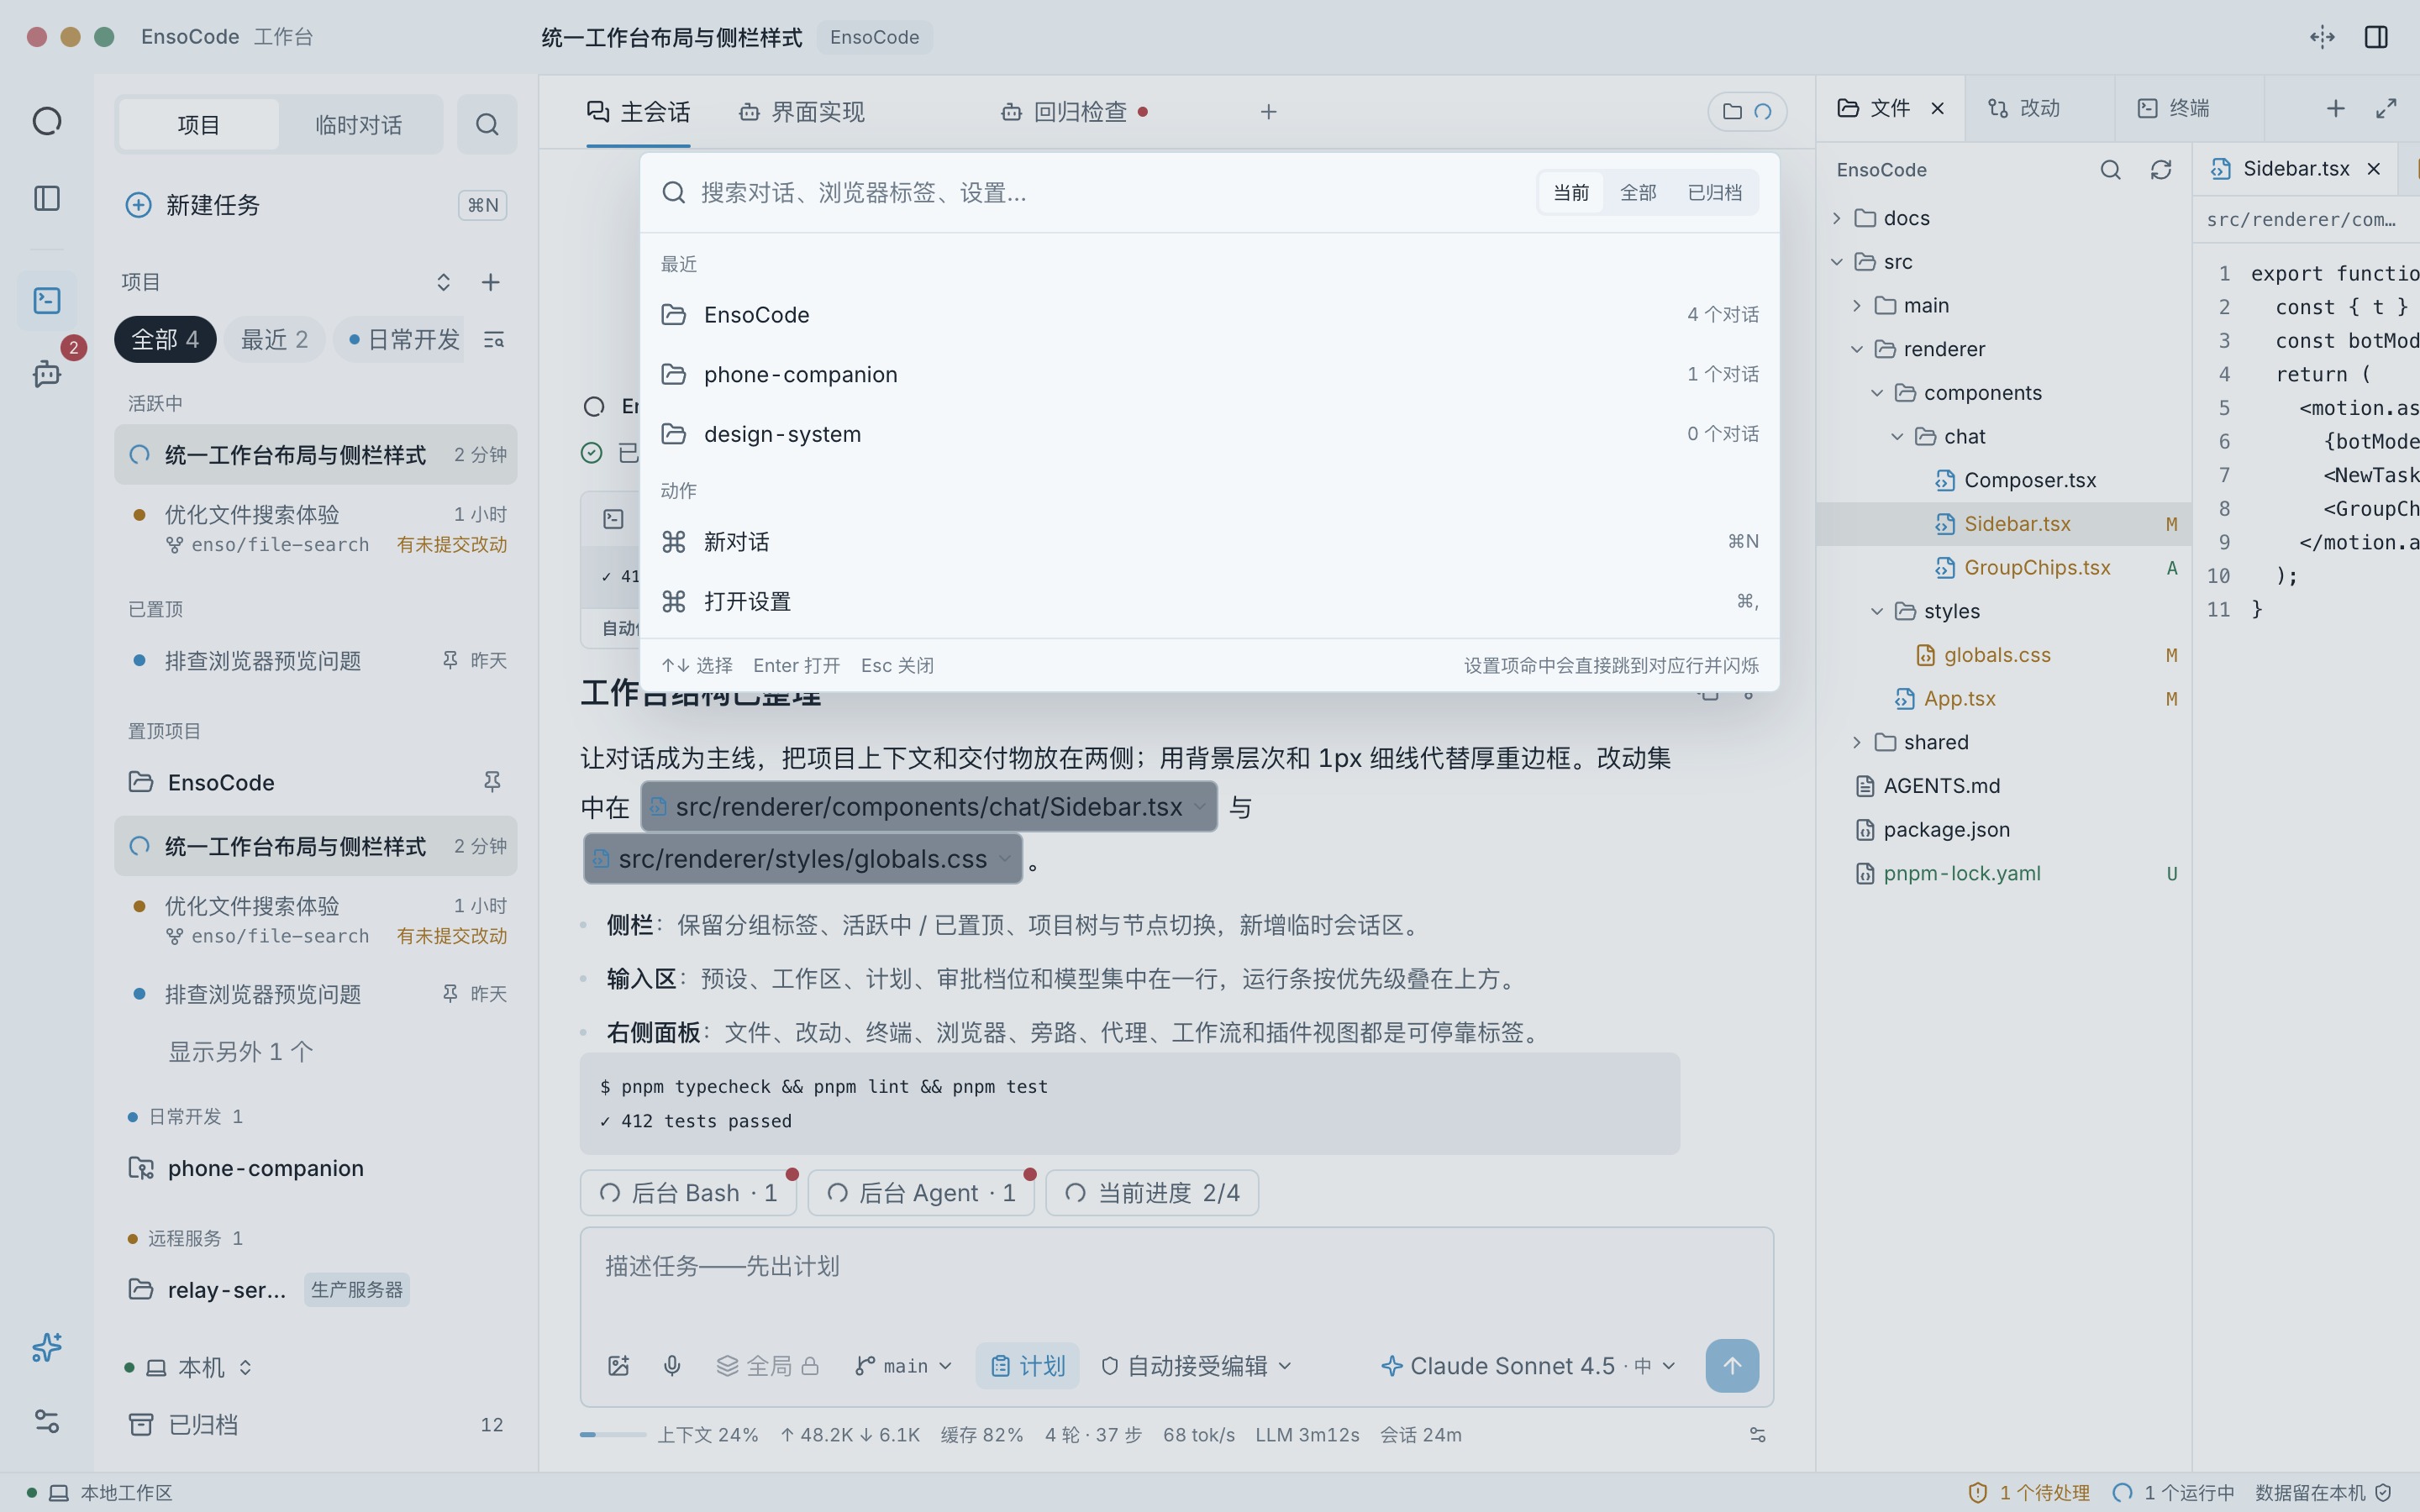 EnsoCode 工作台
统一工作台布局与侧栏样式 EnsoCode
项目 临时对话
新建任务 ⌘N
项目
全部 4 最近 2 日常开发
2
活跃中
统一工作台布局与侧栏样式 2 分钟
优化文件搜索体验 1 小时
enso/file-search 有未提交改动
已置顶
排查浏览器预览问题 昨天
置顶项目
EnsoCode
统一工作台布局与侧栏样式 2 分钟
优化文件搜索体验 1 小时
enso/file-search 有未提交改动
排查浏览器预览问题 昨天
显示另外 1 个
日常开发 1
phone-companion
远程服务 1
relay-ser... 生产服务器
本机
已归档 12
主会话 界面实现 回归检查
搜索对话、浏览器标签、设置... 当前 全部 已归档
最近
EnsoCode 4 个对话
phone-companion 1 个对话
design-system 0 个对话
动作
⌘ 新对话 ⌘N
⌘ 打开设置 ⌘,
↑↓ 选择 Enter 打开 Esc 关闭 设置项命中会直接跳到对应行并闪烁
已
✓ 41
自动
工作台结构已整理
让对话成为主线，把项目上下文和交付物放在两侧；用背景层次和 1px 细线代替厚重边框。改动集
中在 src/renderer/components/chat/Sidebar.tsx 与
src/renderer/styles/globals.css 。
侧栏：保留分组标签、活跃中 / 已置顶、项目树与节点切换，新增临时会话区。
输入区：预设、工作区、计划、审批档位和模型集中在一行，运行条按优先级叠在上方。
右侧面板：文件、改动、终端、浏览器、旁路、代理、工作流和插件视图都是可停靠标签。
$ pnpm typecheck && pnpm lint && pnpm test
✓ 412 tests passed
后台 Bash · 1 后台 Agent · 1 当前进度 2/4
描述任务——先出计划
全局 main 计划 自动接受编辑 Claude Sonnet 4.5 · 中
上下文 24% ↑ 48.2K ↓ 6.1K 缓存 82% 4 轮 · 37 步 68 tok/s LLM 3m12s 会话 24m
文件 改动 终端
EnsoCode
docs
src
main
renderer
components
chat
Composer.tsx
Sidebar.tsx M
GroupChips.tsx A
styles
globals.css M
App.tsx M
shared
AGENTS.md
package.json
pnpm-lock.yaml U
Sidebar.tsx
src/renderer/com…
1 export functio
2 const { t }
3 const botMod
4 return (
5 <motion.as
6 {botMode
7 <NewTask
8 <GroupCh
9 </motion.a
10 );
11 }
本地工作区 1 个待处理 1 个运行中 数据留在本机